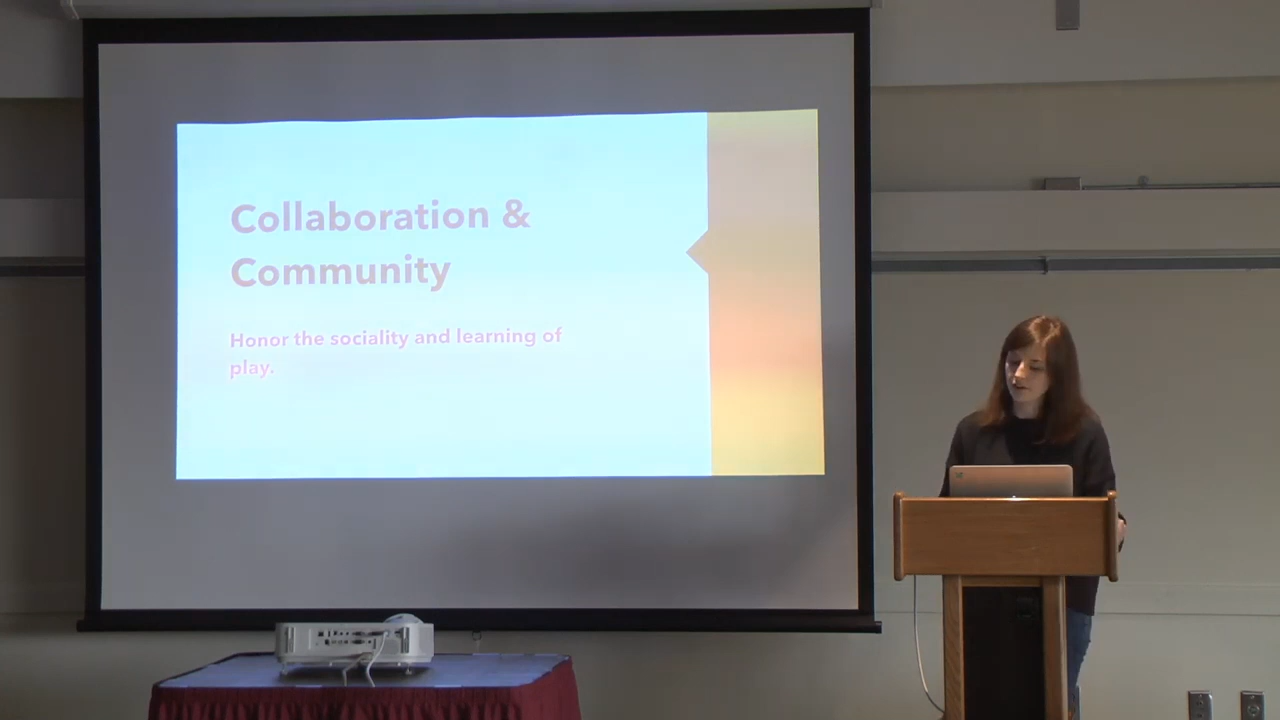 Collaboration &
Community
Honor the sociality and learning of
play.